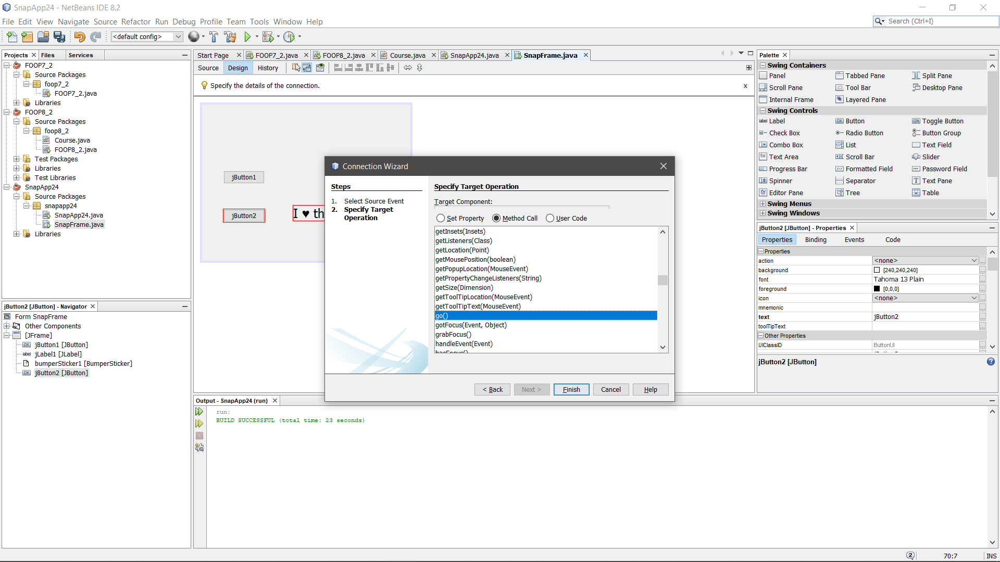 SnapApp24 - NetBeans IDE 8.2
File Edit View Navigate Source Refactor Run Debug Profile Team Tools Window Help
Search (Ctrl+I)
<default config>
Projects Files Services
FOOP7_2
Source Packages
foop7_2
FOOP7_2.java
Libraries
FOOP8_2
Source Packages
foop8_2
Course.java
FOOP8_2.java
Test Packages
Libraries
Test Libraries
SnapApp24
Source Packages
snapapp24
SnapApp24.java
SnapFrame.java
Libraries
jButton2 [JButton] - Navigator
Form SnapFrame
Other Components
[JFrame]
jButton1 [JButton]
jLabel1 [JLabel]
bumperSticker1 [BumperSticker]
jButton2 [JButton]
Start Page FOOP7_2.java FOOP8_2.java Course.java SnapApp24.java SnapFrame.java
Source Design History
Specify the details of the connection.
x
jButton1
jButton2
I ♥ th
Connection Wizard
Steps
1. Select Source Event
2. Specify Target
Operation
Specify Target Operation
Target Component:
Set Property Method Call User Code
getInsets(Insets)
getListeners(Class)
getLocation(Point)
getMousePosition(boolean)
getPopupLocation(MouseEvent)
getPropertyChangeListeners(String)
getSize(Dimension)
getToolTipLocation(MouseEvent)
getToolTipText(MouseEvent)
go()
gotFocus(Event, Object)
grabFocus()
handleEvent(Event)
hasFocus()
< Back Next > Finish Cancel Help
Output - SnapApp24 (run)
run:
BUILD SUCCESSFUL (total time: 23 seconds)
Palette
Swing Containers
Panel Tabbed Pane Split Pane
Scroll Pane Tool Bar Desktop Pane
Internal Frame Layered Pane
Swing Controls
label Label OK Button ON Toggle Button
Check Box Radio Button Button Group
Combo Box List Text Field
Text Area Scroll Bar Slider
Progress Bar Formatted Field Password Field
Spinner Separator Text Pane
Editor Pane Tree Table
Swing Menus
Swing Windows
jButton2 [JButton] - Properties
Properties Binding Events Code
Properties
action <none>
background [240,240,240]
font Tahoma 13 Plain
foreground [0,0,0]
icon <none>
mnemonic
text jButton2
toolTipText
Other Properties
UIClassID ButtonUI
jButton2 [JButton]
2 70:7 INS